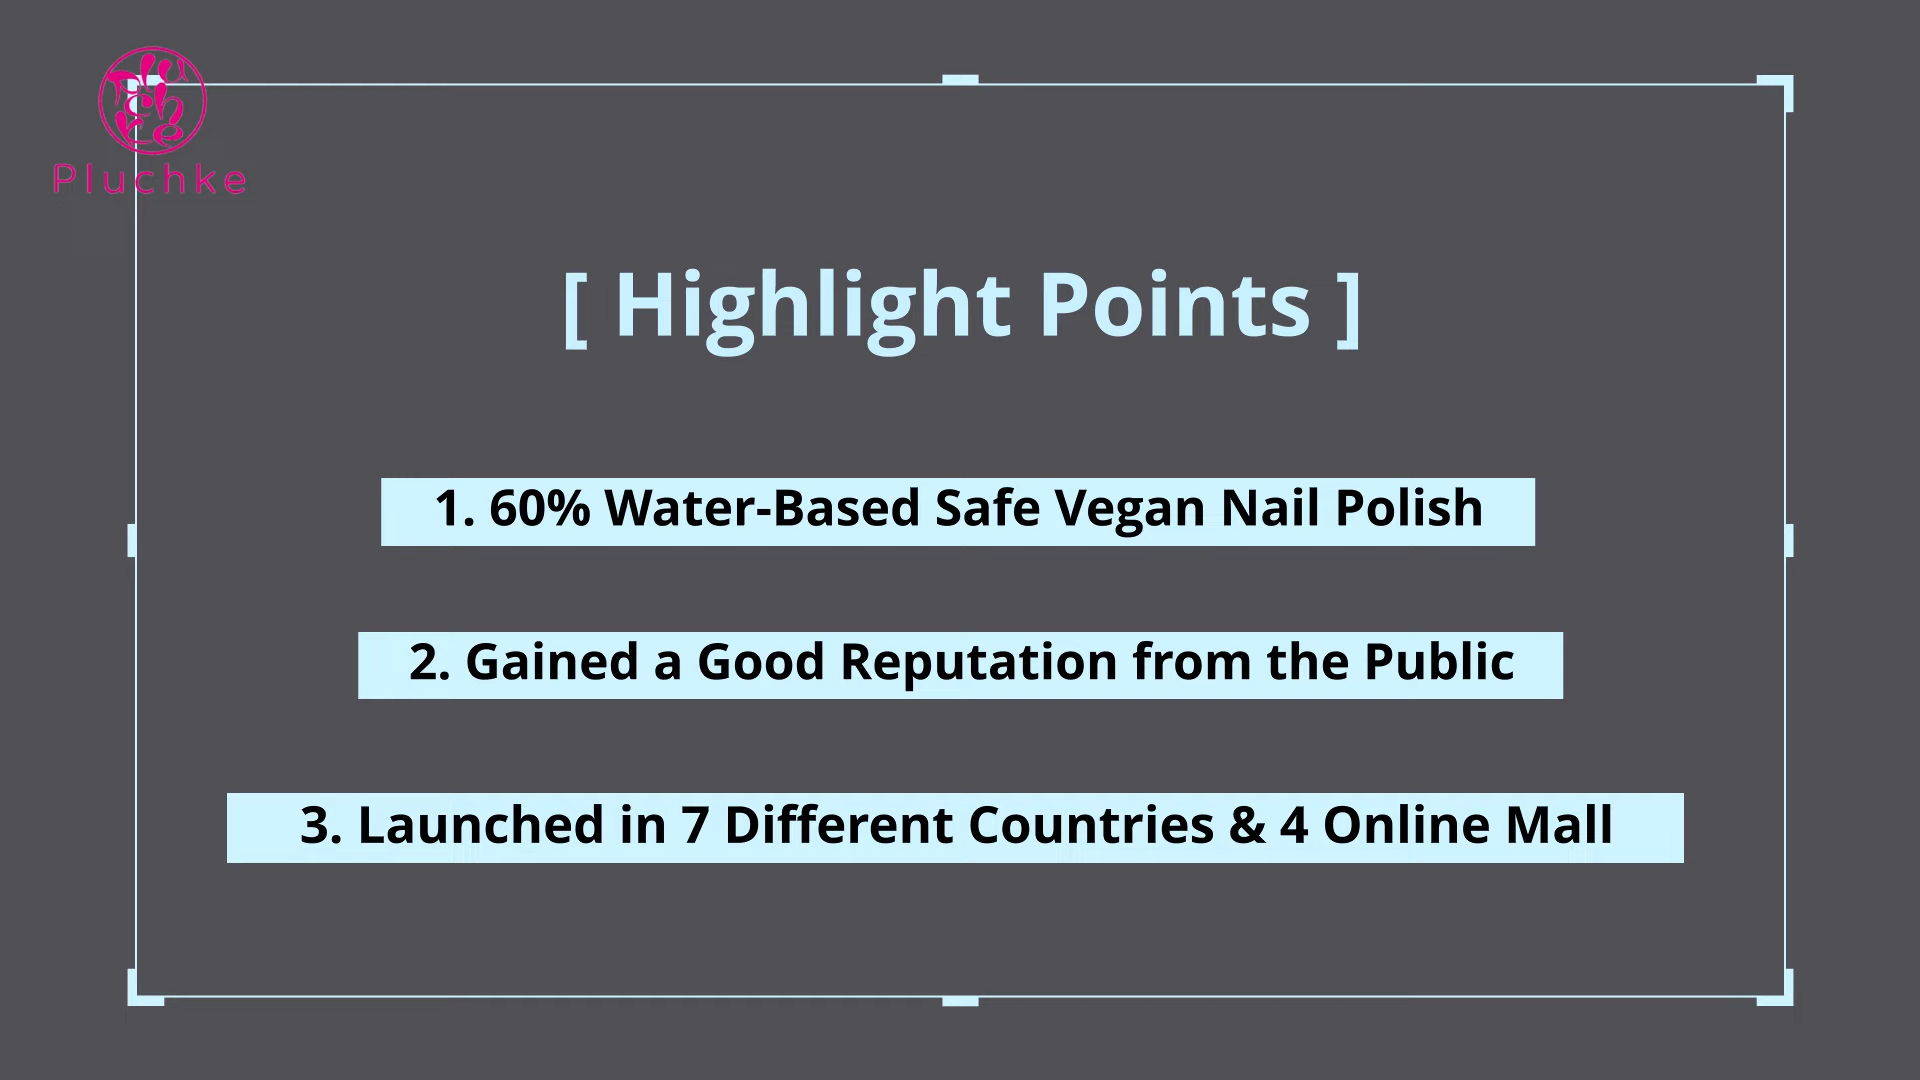 Pluchke
[ Highlight Points ]
1. 60% Water-Based Safe Vegan Nail Polish
2. Gained a Good Reputation from the Public
3. Launched in 7 Different Countries & 4 Online Mall